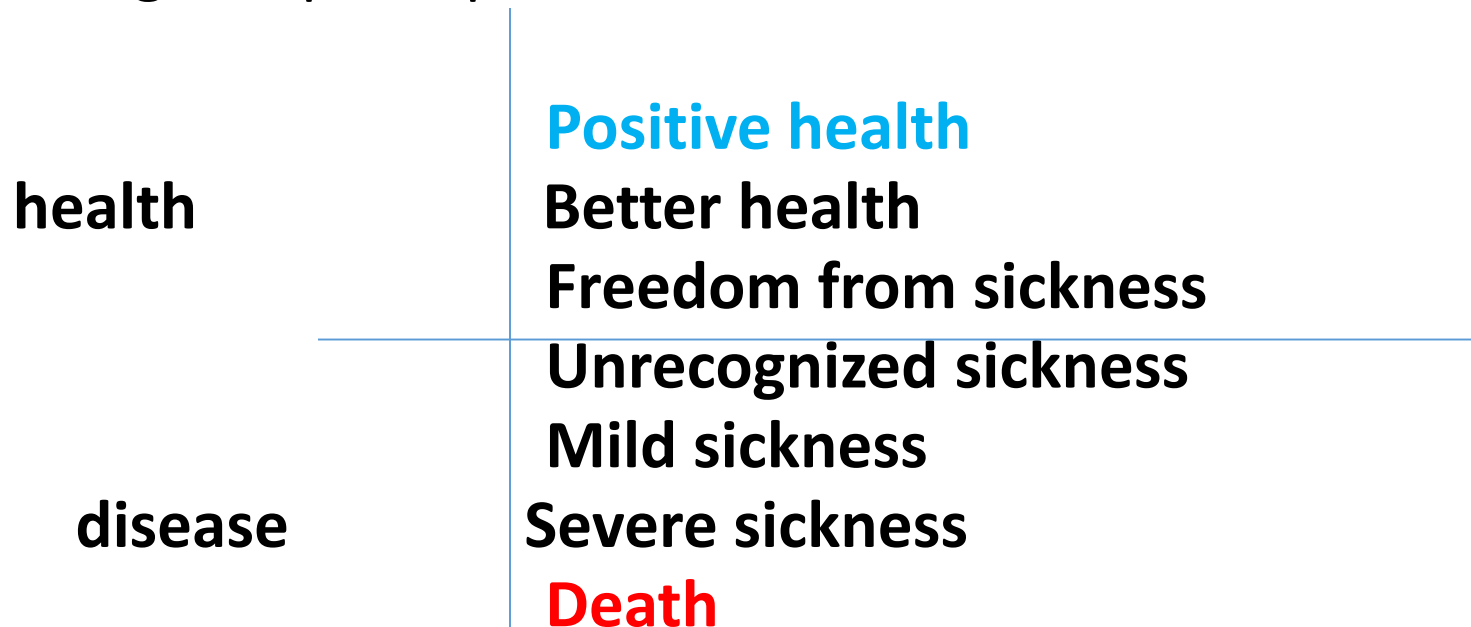 Positive health
health Better health
Freedom from sickness
Unrecognized sickness
Mild sickness
disease Severe sickness
Death